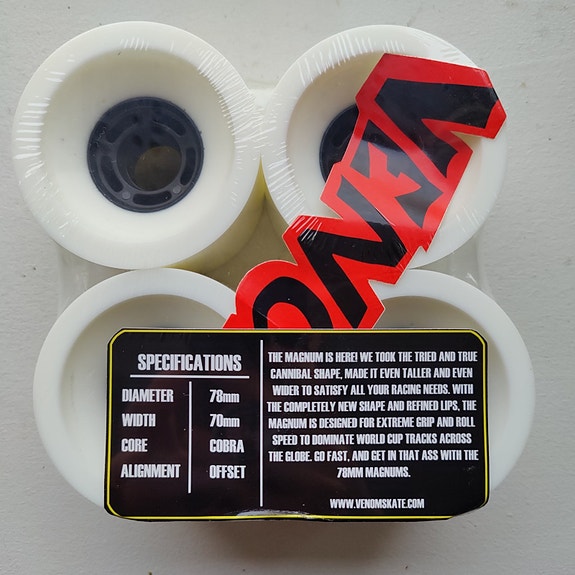 VENO
SPECIFICATIONS
DIAMETER 78mm
WIDTH 70mm
CORE COBRA
ALIGNMENT OFFSET
THE MAGNUM IS HERE! WE TOOK THE TRIED AND TRUE
CANNIBAL SHAPE, MADE IT EVEN TALLER AND EVEN
WIDER TO SATISFY ALL YOUR RACING NEEDS. WITH
THE COMPLETELY NEW SHAPE AND REFINED LIPS, THE
MAGNUM IS DESIGNED FOR EXTREME GRIP AND ROLL
SPEED TO DOMINATE WORLD CUP TRACKS ACROSS
THE GLOBE. GO FAST, AND GET IN THAT ASS WITH THE
78MM MAGNUMS.
WWW.VENOMSKATE.COM